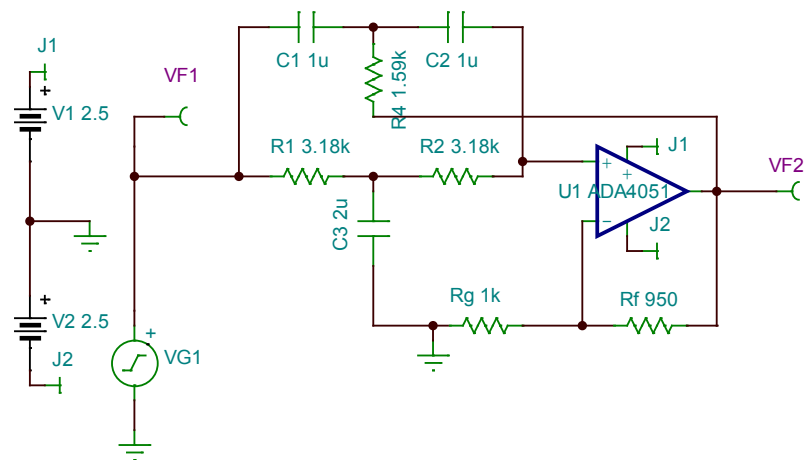 J1
V1 2.5
V2 2.5
J2
VF1
VG1
C1 1u
C2 1u
R4 1.59k
R1 3.18k
R2 3.18k
C3 2u
U1 ADA4051
J1
J2
VF2
Rg 1k
Rf 950